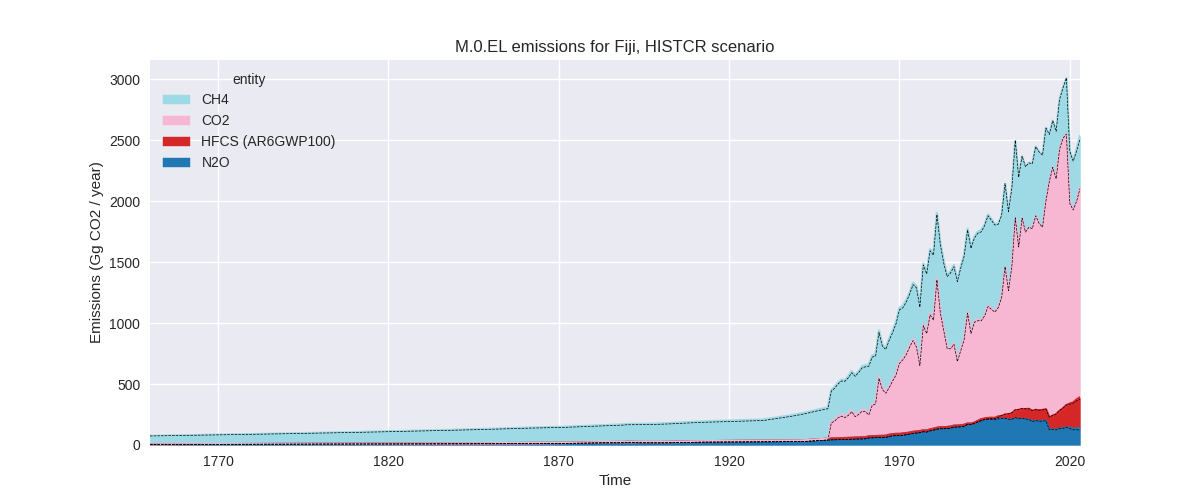 M.0.EL emissions for Fiji, HISTCR scenario
Emissions (Gg CO2 / year)
3000
2500
2000
1500
1000
500
0
entity
CH4
CO2
HFCS (AR6GWP100)
N2O
1770 1820 1870 1920 1970 2020
Time